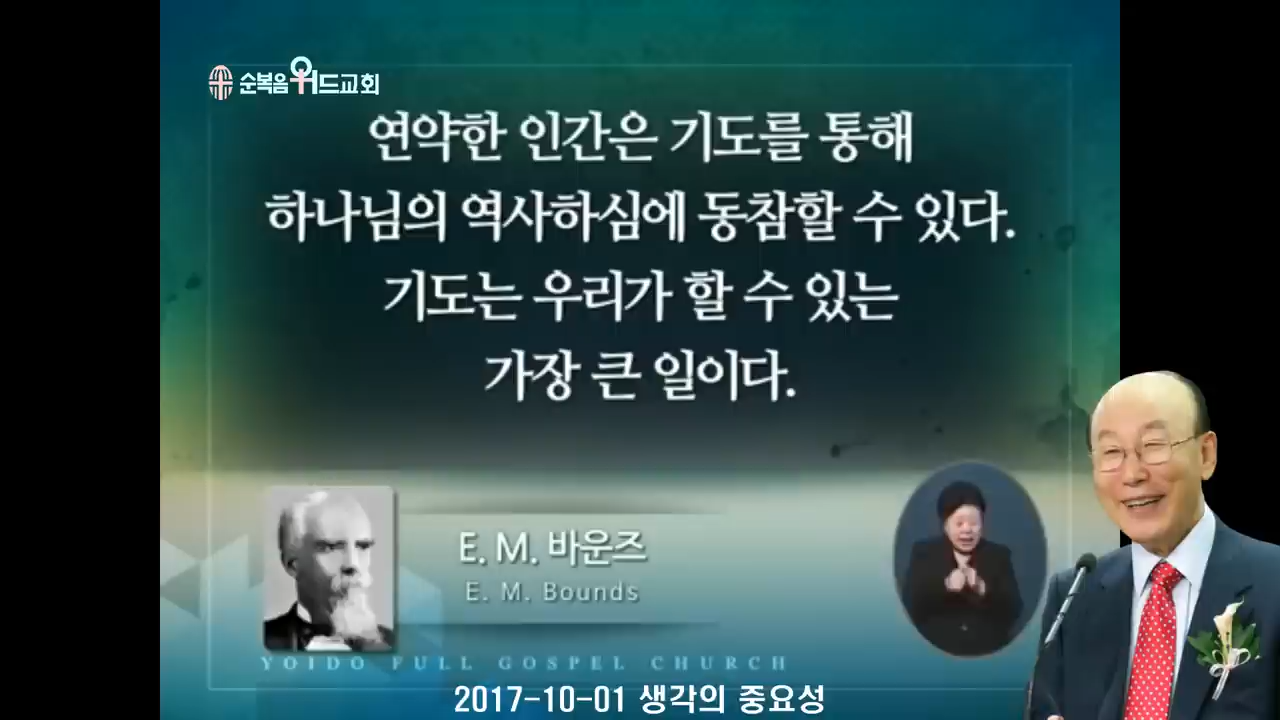 순복음워드교회
연약한 인간은 기도를 통해
하나님의 역사하심에 동참할 수 있다.
기도는 우리가 할 수 있는
가장 큰 일이다.
E. M. 바운즈
E. M. Bounds
YOIDO FULL GOSPEL CHURCH
2017-10-01 생각의 중요성